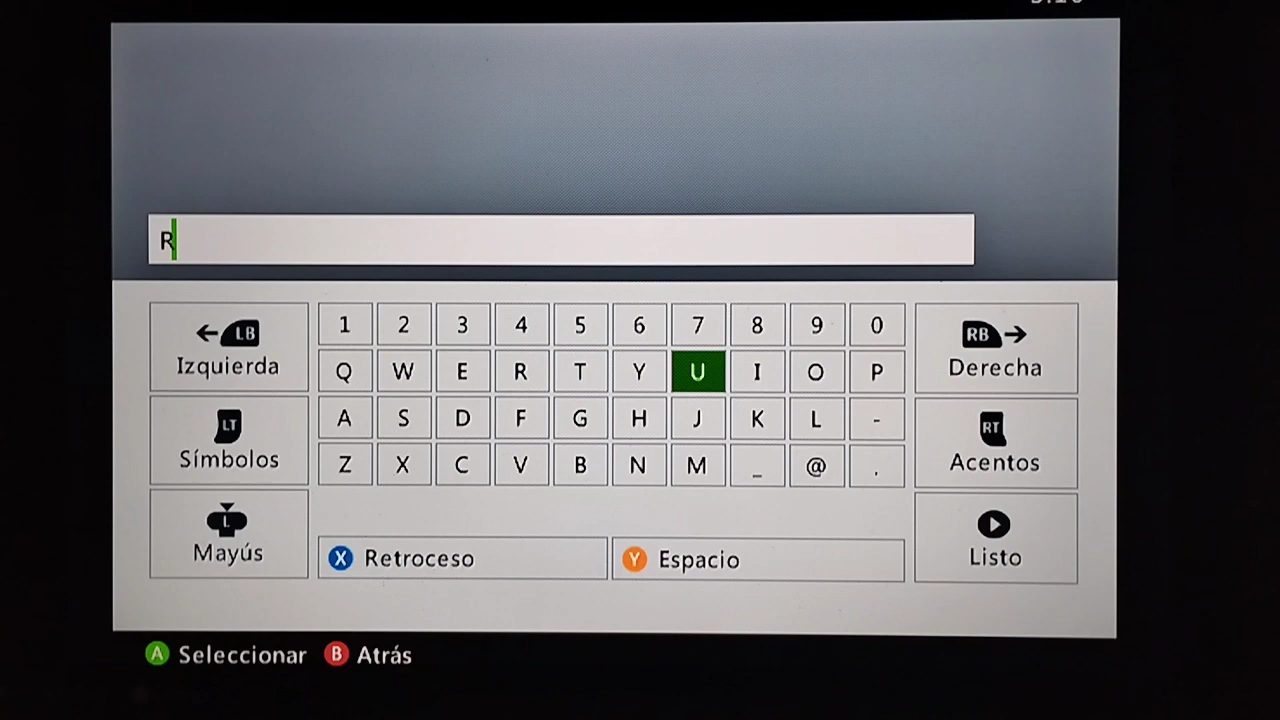 R
LB
Izquierda
1 2 3 4 5 6 7 8 9 0
RB
Derecha
Q W E R T Y U I O P
LT
Símbolos
A S D F G H J K L -
RT
Acentos
Z X C V B N M _ @ .
L
Mayús
X Retroceso
Y Espacio
Listo
A Seleccionar B Atrás